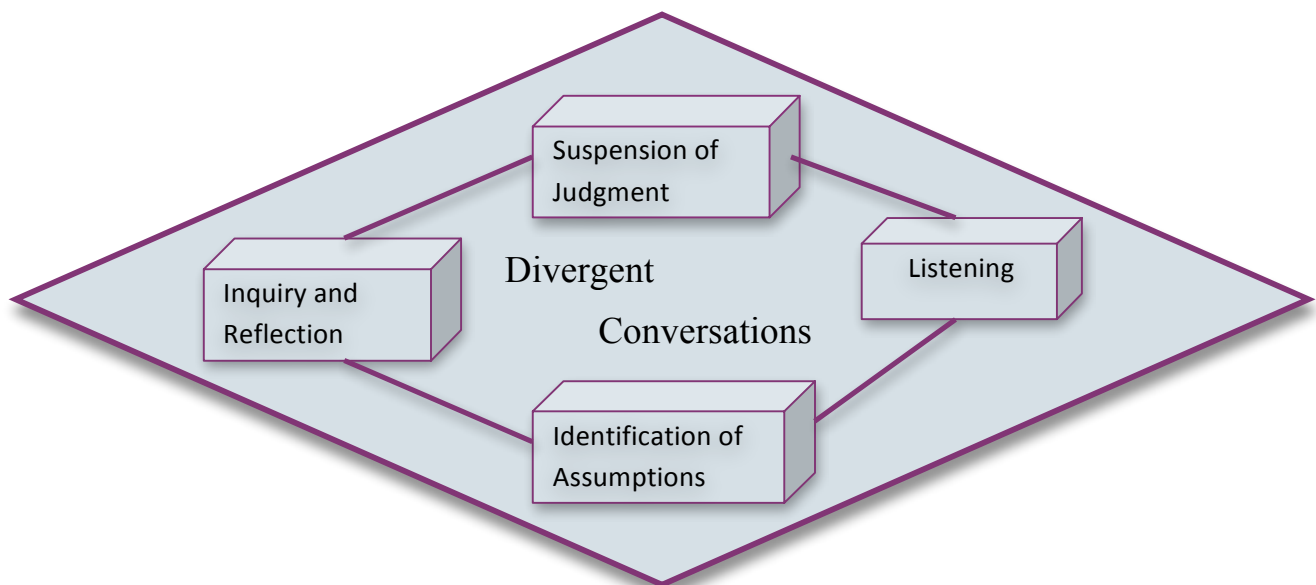 Suspension of
Judgment
Inquiry and
Reflection
Divergent
Conversations
Listening
Identification of
Assumptions